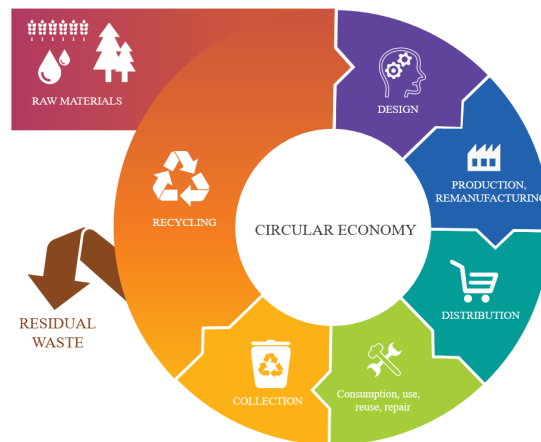 RAW MATERIALS
DESIGN
PRODUCTION,
REMANUFACTURING
DISTRIBUTION
Consumption, use,
reuse, repair
COLLECTION
RECYCLING
RESIDUAL
WASTE
CIRCULAR ECONOMY